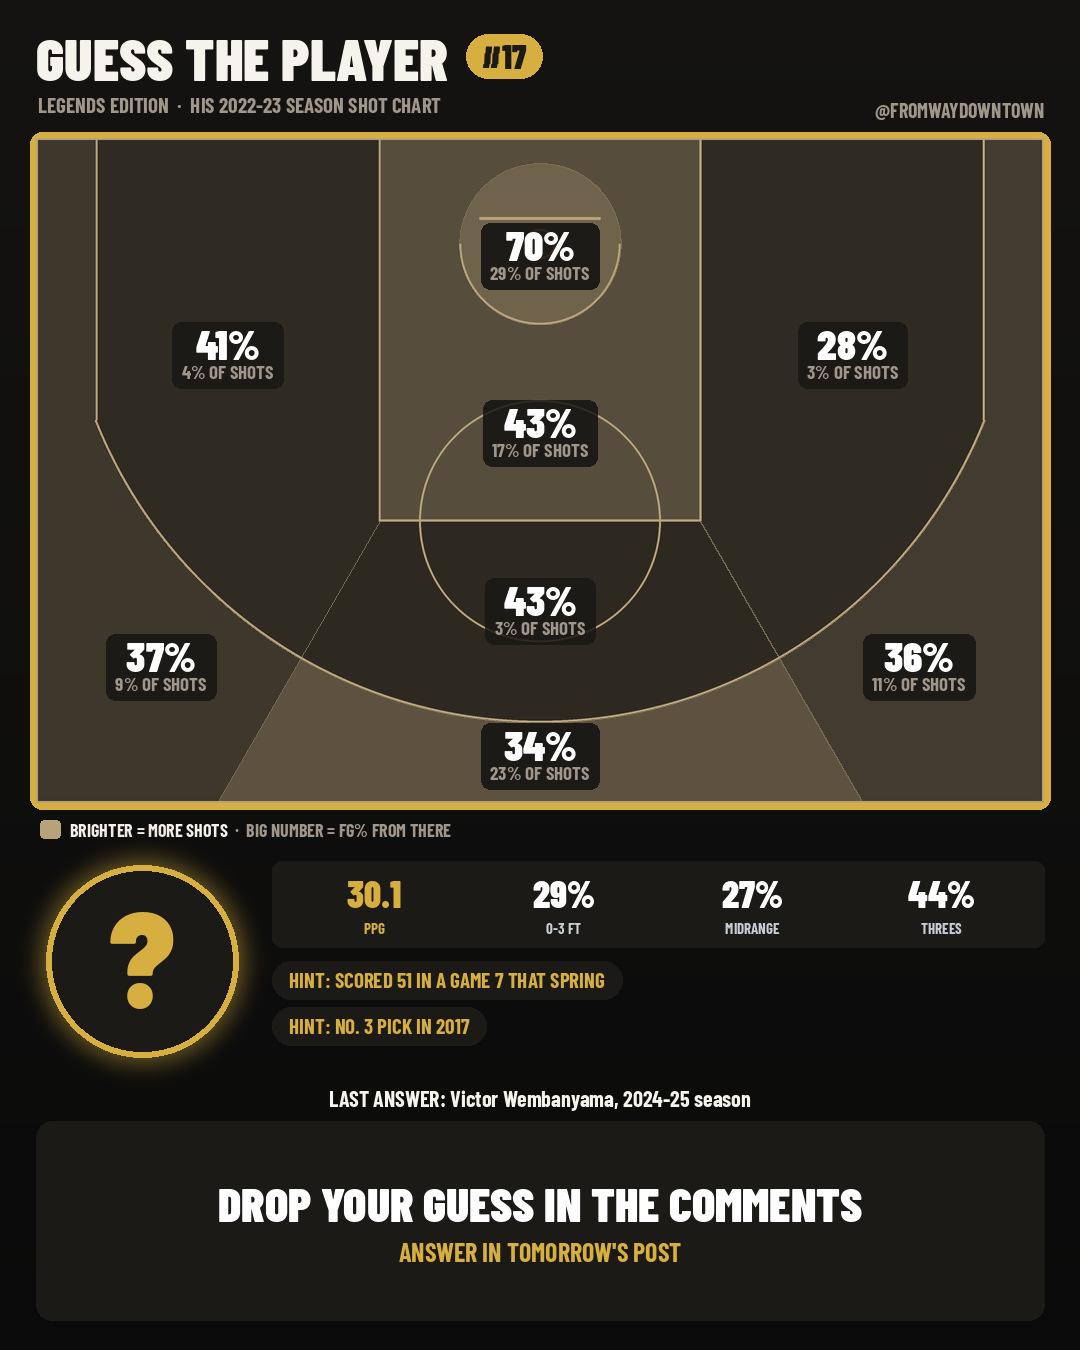 GUESS THE PLAYER #17
LEGENDS EDITION · HIS 2022-23 SEASON SHOT CHART
@FROMWAYDOWNTOWN
70%
29% OF SHOTS
41%
4% OF SHOTS
28%
3% OF SHOTS
43%
17% OF SHOTS
43%
3% OF SHOTS
37%
9% OF SHOTS
36%
11% OF SHOTS
34%
23% OF SHOTS
BRIGHTER = MORE SHOTS · BIG NUMBER = FG% FROM THERE
?
30.1
PPG
29%
0-3 FT
27%
MIDRANGE
44%
THREES
HINT: SCORED 51 IN A GAME 7 THAT SPRING
HINT: NO. 3 PICK IN 2017
LAST ANSWER: Victor Wembanyama, 2024-25 season
DROP YOUR GUESS IN THE COMMENTS
ANSWER IN TOMORROW'S POST